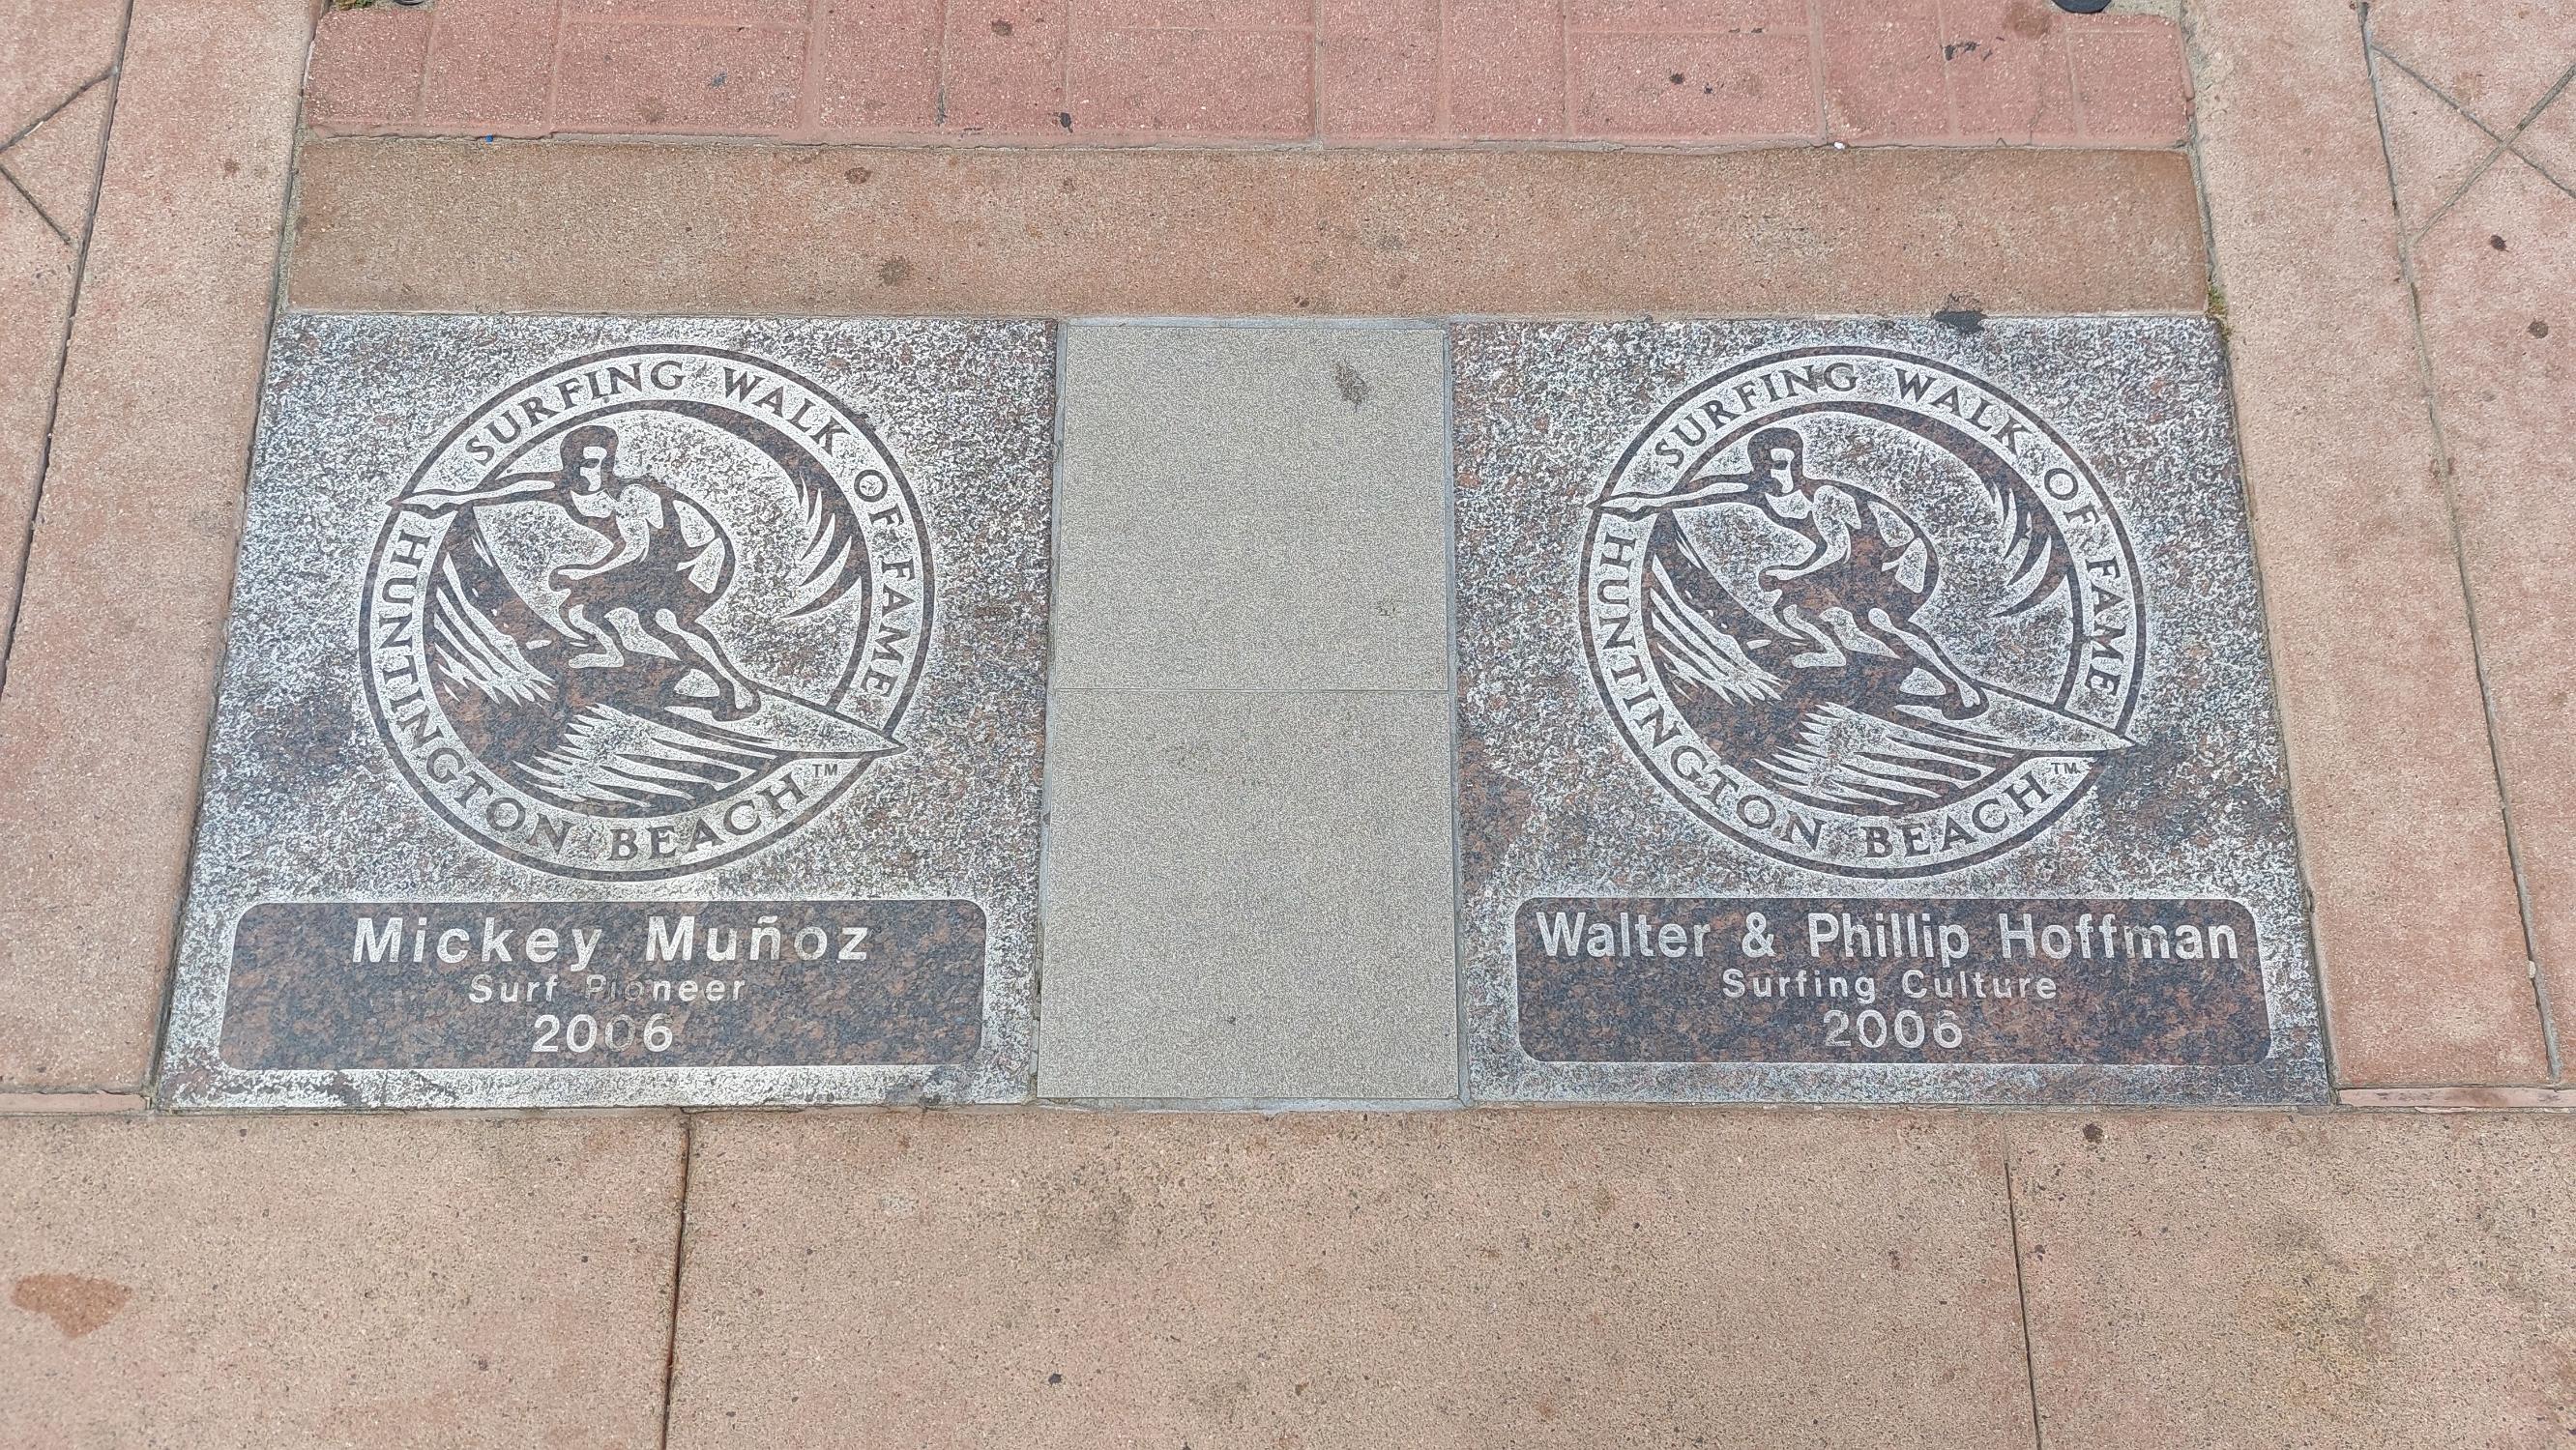 SURFING WALK OF FAME
HUNTINGTON BEACH™
Mickey Muñoz
Surf Pioneer
2006
SURFING WALK OF FAME
HUNTINGTON BEACH™
Walter & Phillip Hoffman
Surfing Culture
2006